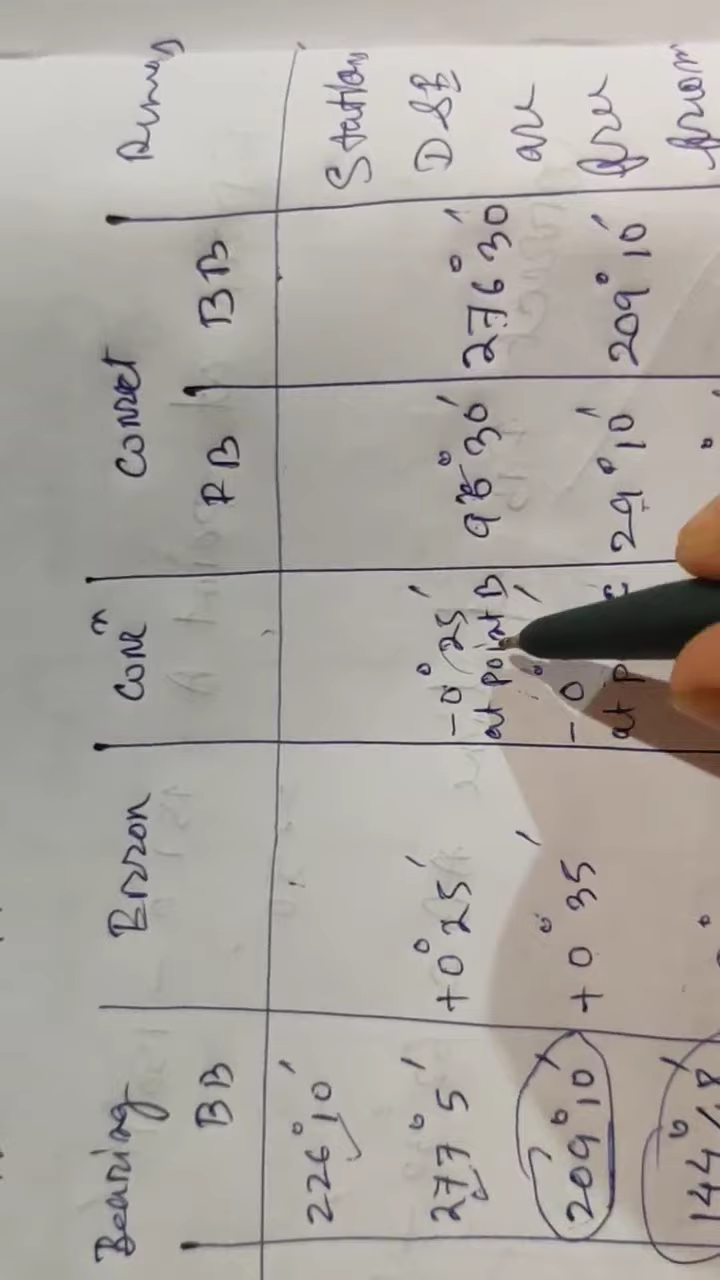 Bearing Error Corrn Correct
BB FB BB
226°10' Station
277°5' +0°25' -0°25' 96°30' 276°30' D&E
at point B are
209°10' +0°35' -0° 29°10' 209°10' free
at E
144° from